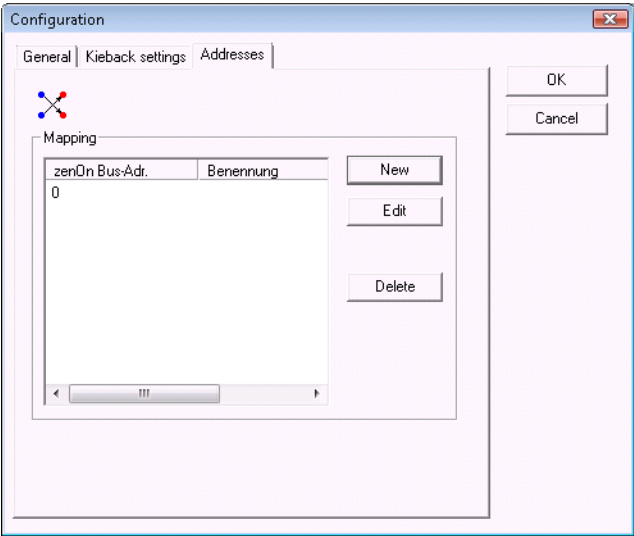 Configuration
General Kieback settings Addresses
OK
Cancel
Mapping
zenOn Bus-Adr. Benennung
0
New
Edit
Delete